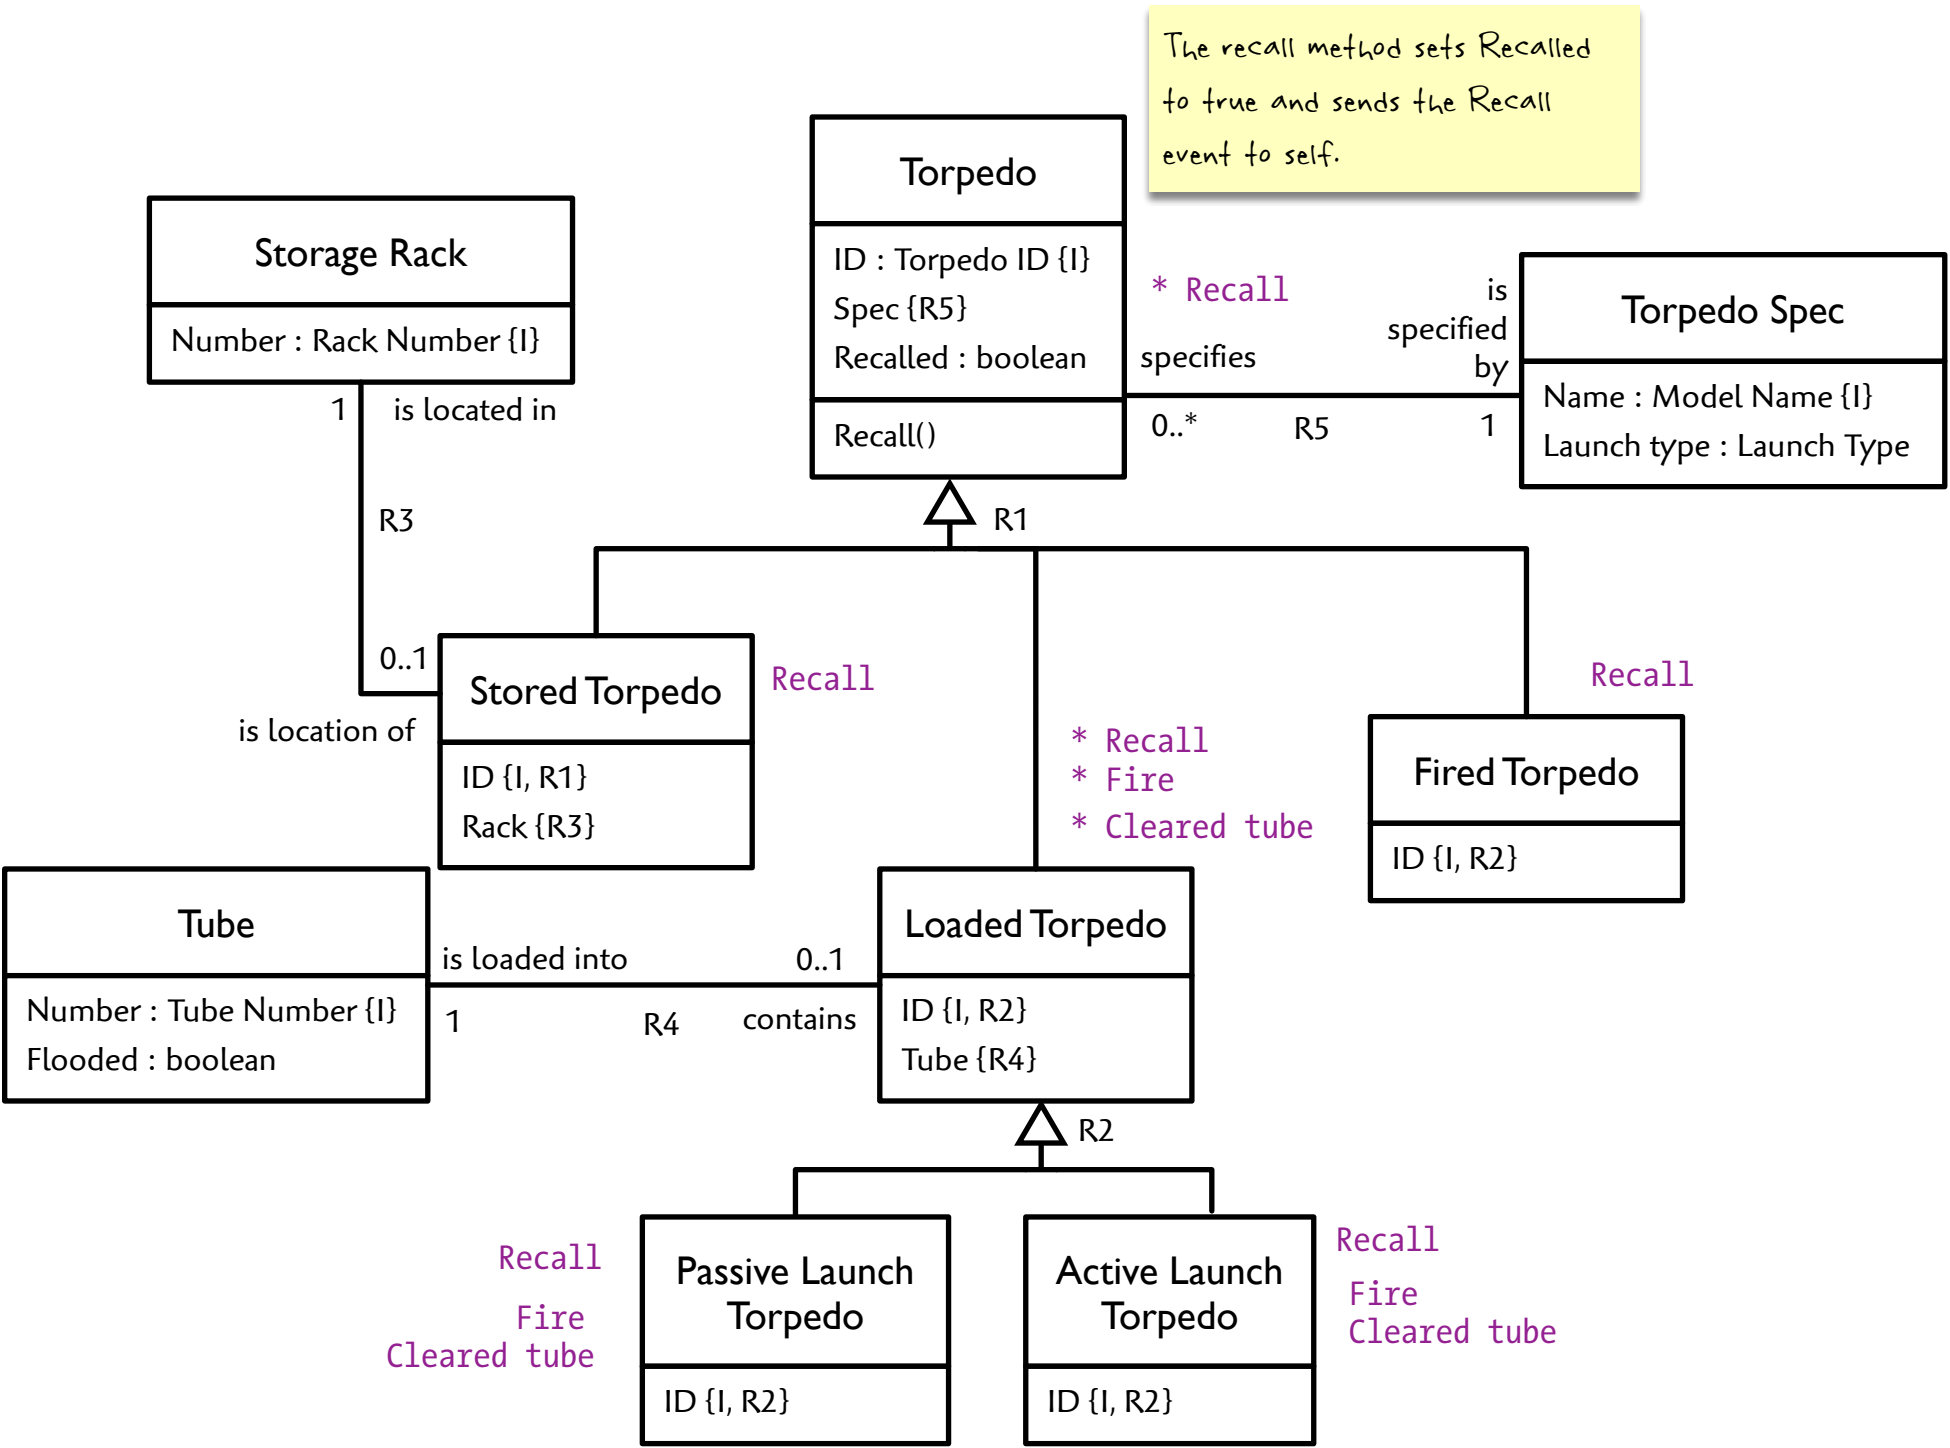 The recall method sets Recalled
to true and sends the Recall
event to self.
Torpedo
ID : Torpedo ID {I}
Spec {R5}
Recalled : boolean
Recall()
Storage Rack
Number : Rack Number {I}
* Recall
specifies
0..*
R5
is
specified
by
1
Torpedo Spec
Name : Model Name {I}
Launch type : Launch Type
1
is located in
R3
0..1
is location of
R1
Stored Torpedo
ID {I, R1}
Rack {R3}
Recall
* Recall
* Fire
* Cleared tube
Recall
Fired Torpedo
ID {I, R2}
Tube
Number : Tube Number {I}
Flooded : boolean
is loaded into
1
R4
0..1
contains
Loaded Torpedo
ID {I, R2}
Tube {R4}
R2
Recall
Fire
Cleared tube
Passive Launch
Torpedo
ID {I, R2}
Active Launch
Torpedo
ID {I, R2}
Recall
Fire
Cleared tube